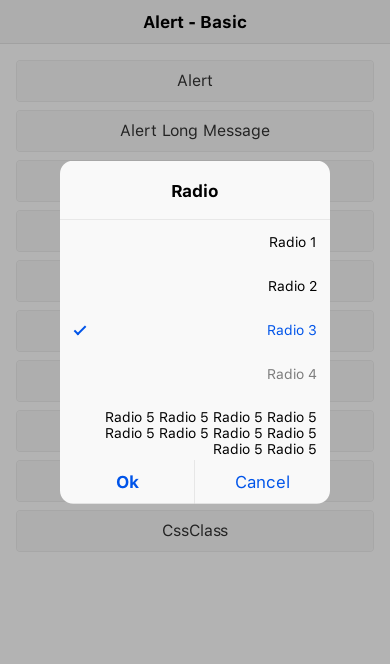 Alert - Basic
Alert
Alert Long Message
Radio
Radio 1
Radio 2
Radio 3
Radio 4
Radio 5 Radio 5 Radio 5 Radio 5
Radio 5 Radio 5 Radio 5 Radio 5
Radio 5 Radio 5
Ok
Cancel
CssClass